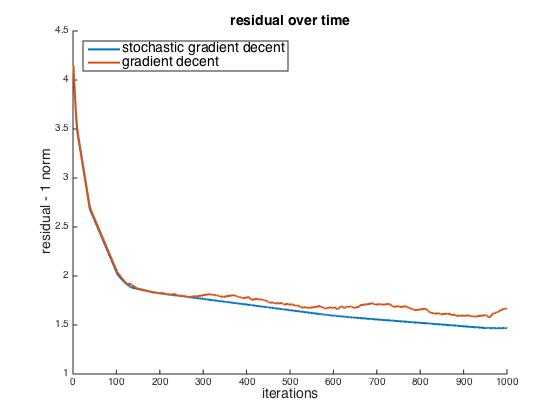 residual over time
4.5
4
3.5
3
2.5
2
1.5
1
residual - 1 norm
stochastic gradient decent
gradient decent
0 100 200 300 400 500 600 700 800 900 1000
iterations